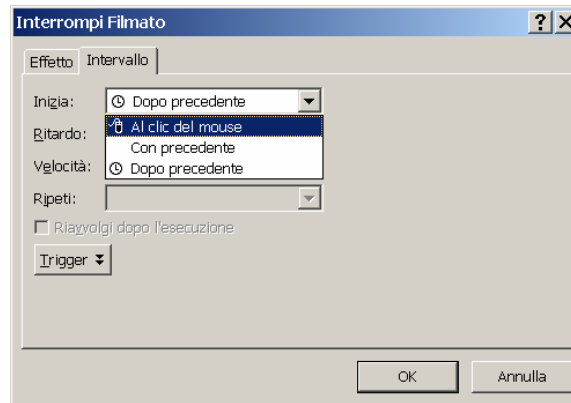 Interrompi Filmato
Effetto Intervallo
Inizia: Dopo precedente
Al clic del mouse
Ritardo:
Con precedente
Velocità: Dopo precedente
Ripeti:
Riavvolgi dopo l'esecuzione
Trigger
OK Annulla